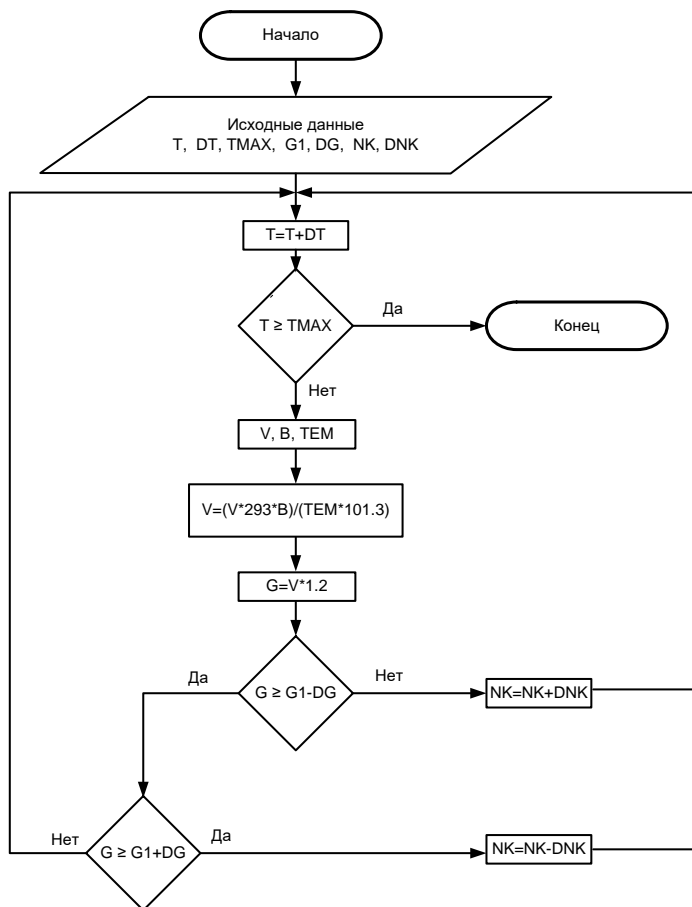 Начало
Исходные данные
T, DT, TMAX, G1, DG, NK, DNK
T=T+DT
T ≥ TMAX
Да
Конец
Нет
V, B, TEM
V=(V*293*B)/(TEM*101.3)
G=V*1.2
Да
G ≥ G1-DG
Нет
NK=NK+DNK
Нет
G ≥ G1+DG
Да
NK=NK-DNK